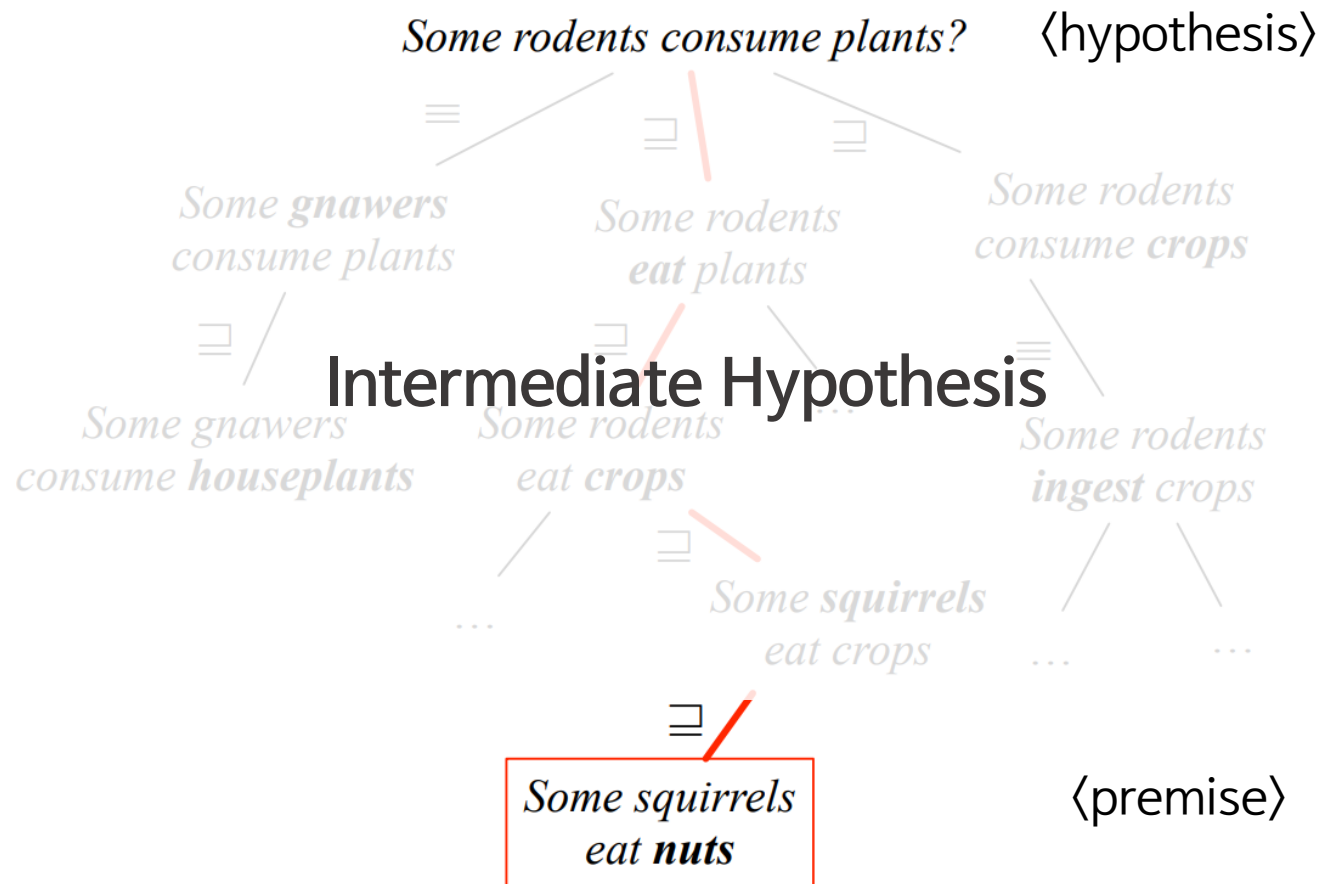 Some rodents consume plants? 〈hypothesis〉
≡ ⊒ ⊒
Some gnawers
consume plants
Some rodents
eat plants
Some rodents
consume crops
⊒ ⊒ ≡
Intermediate Hypothesis
...
Some gnawers
consume houseplants
Some rodents
eat crops
Some rodents
ingest crops
⊒
...
Some squirrels
eat crops
... ...
⊒
Some squirrels
eat nuts
〈premise〉